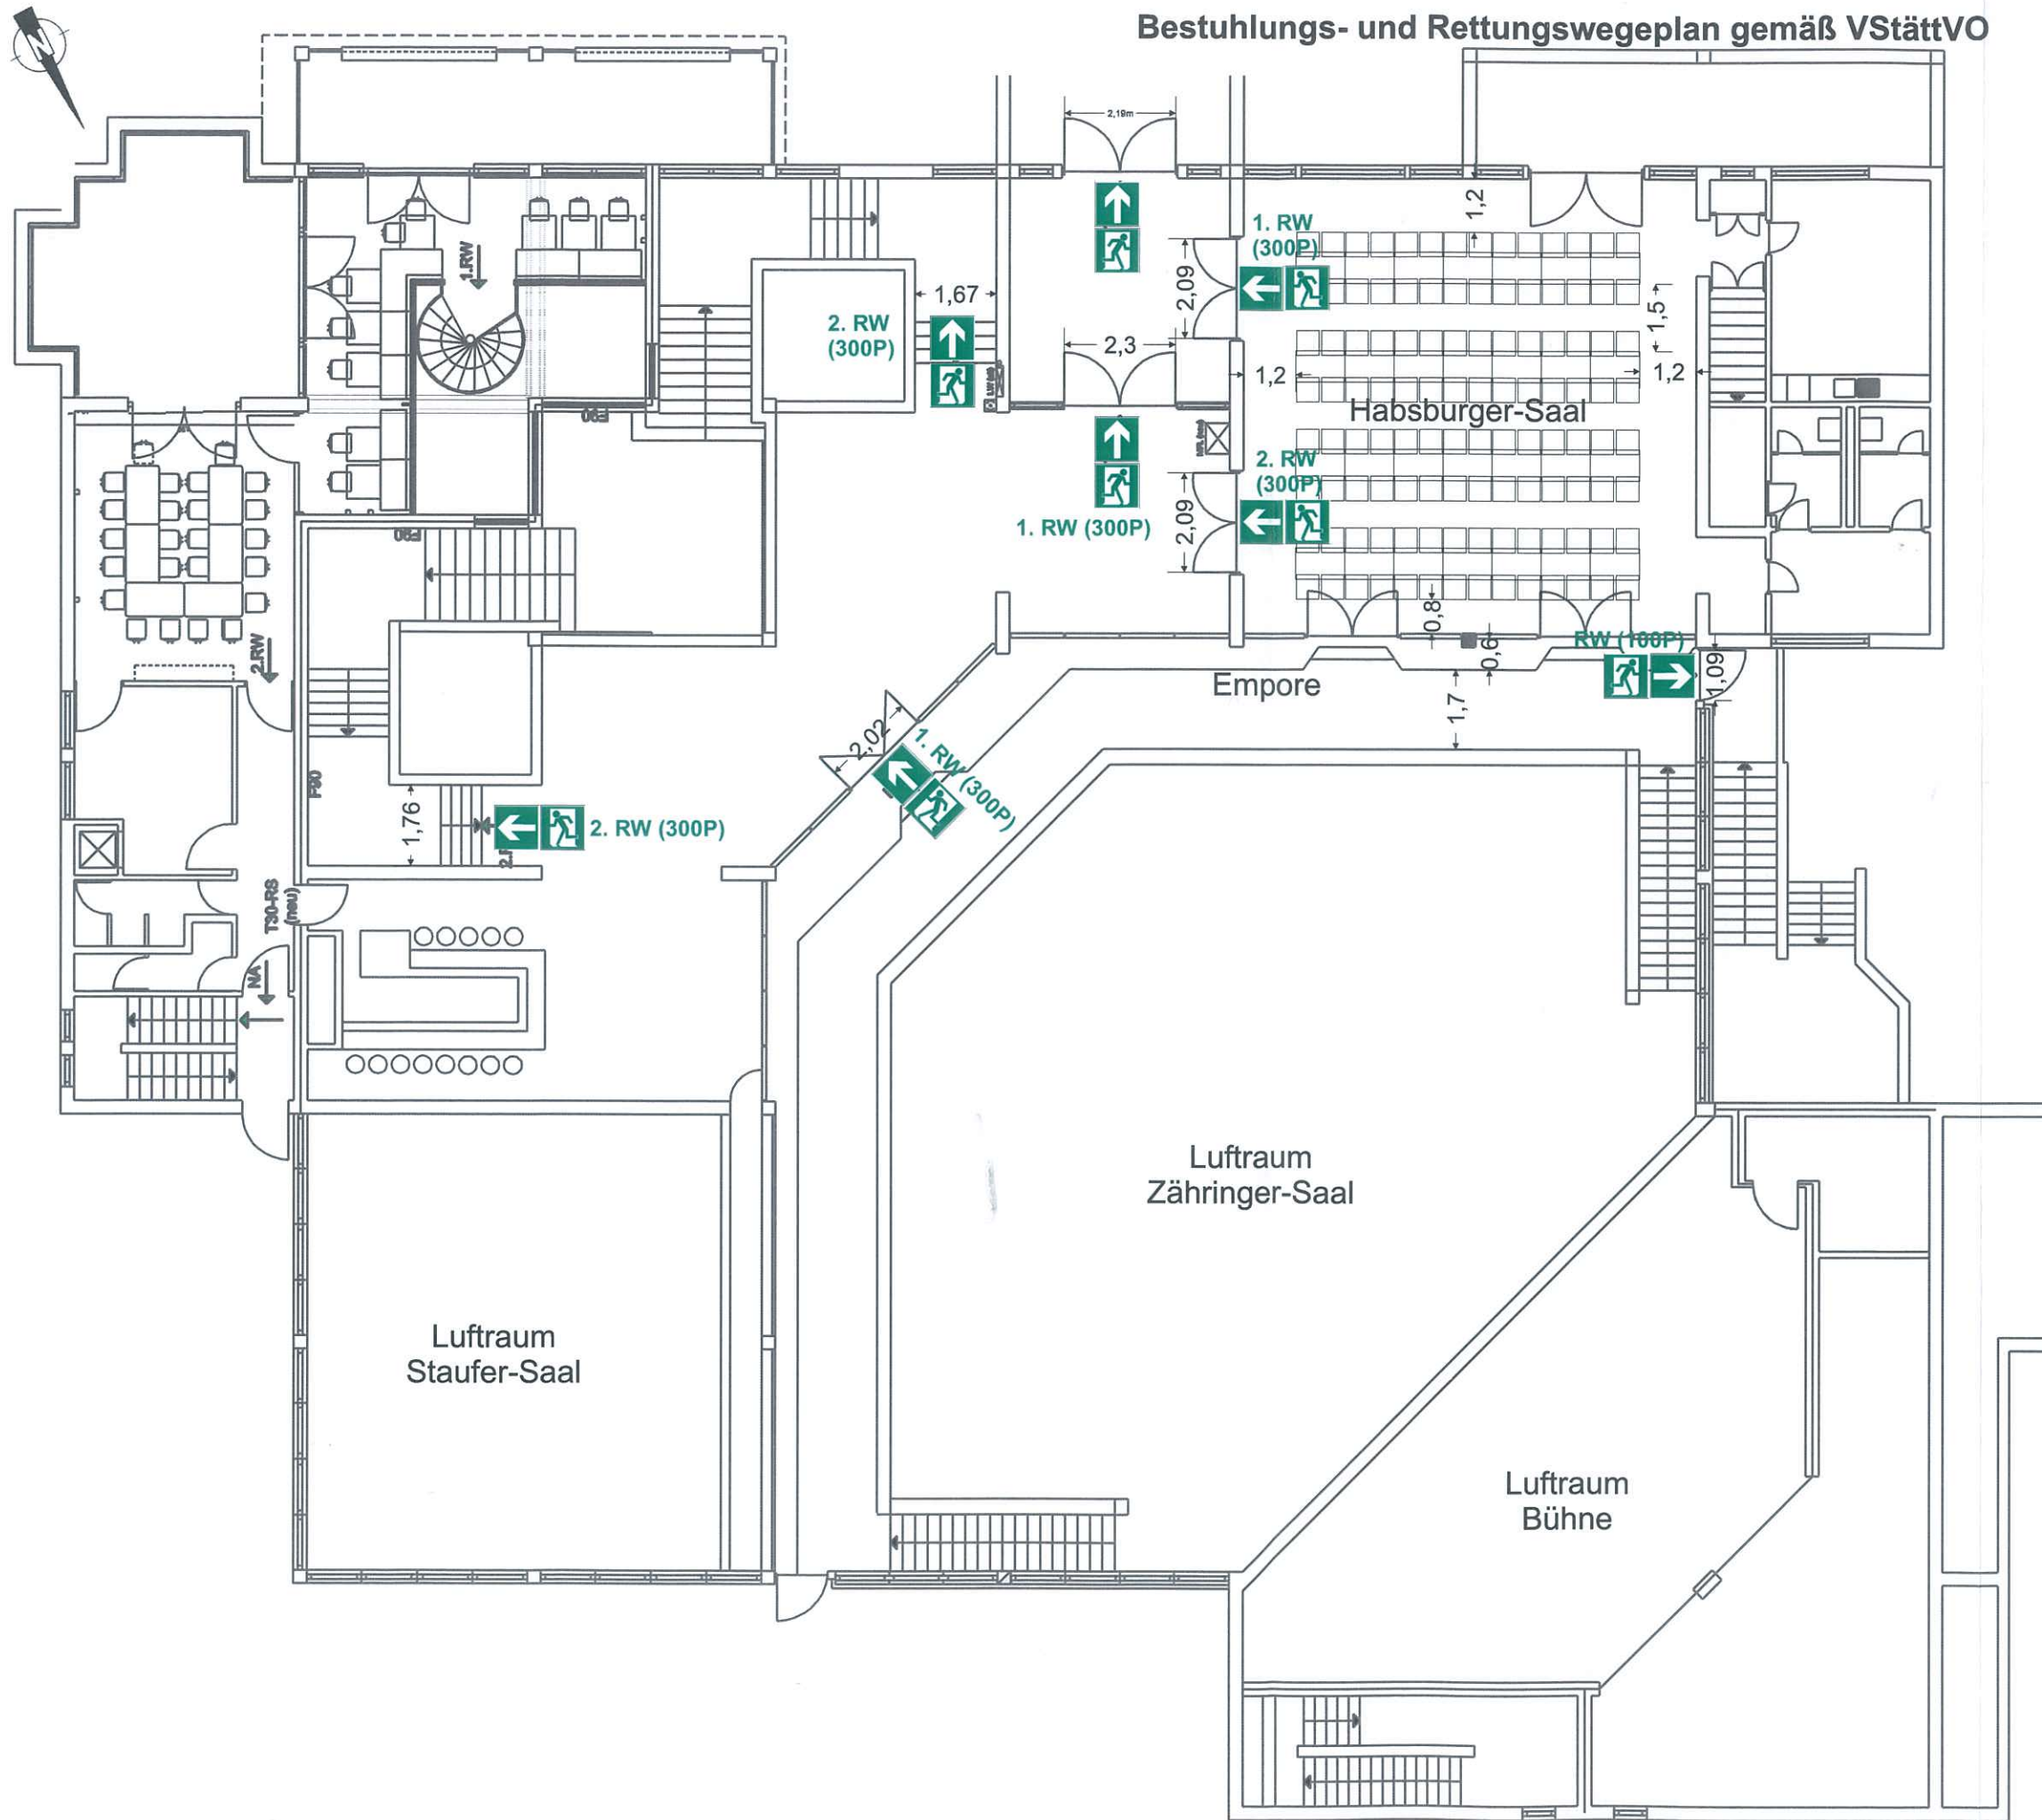 Bestuhlungs- und Rettungswegeplan gemäß VStättVO
N
2,19m
1,2
1. RW
(300P)
1.RW
1,67
2,09
2. RW
(300P)
2,3
1,5
1,2
1,2
Habsburger-Saal
F90
2. RW
(300P)
1. RW (300P)
2,09
F90
0,8
2.RW
RW (100P)
0,6
1,09
Empore
1,7
2,02
1. RW (300P)
F90
1,76
2. RW (300P)
T30-RS
(neu)
NA
Luftraum
Zähringer-Saal
Luftraum
Staufer-Saal
Luftraum
Bühne